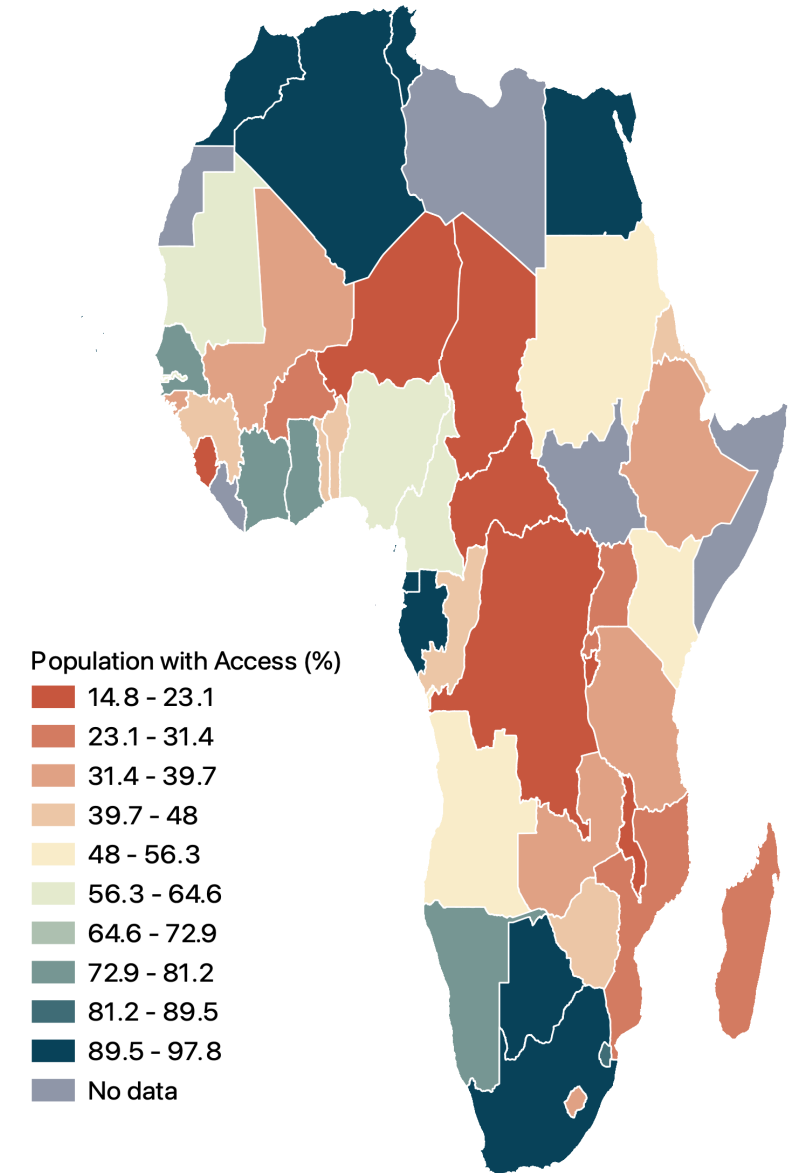 Population with Access (%)
14.8 - 23.1
23.1 - 31.4
31.4 - 39.7
39.7 - 48
48 - 56.3
56.3 - 64.6
64.6 - 72.9
72.9 - 81.2
81.2 - 89.5
89.5 - 97.8
No data